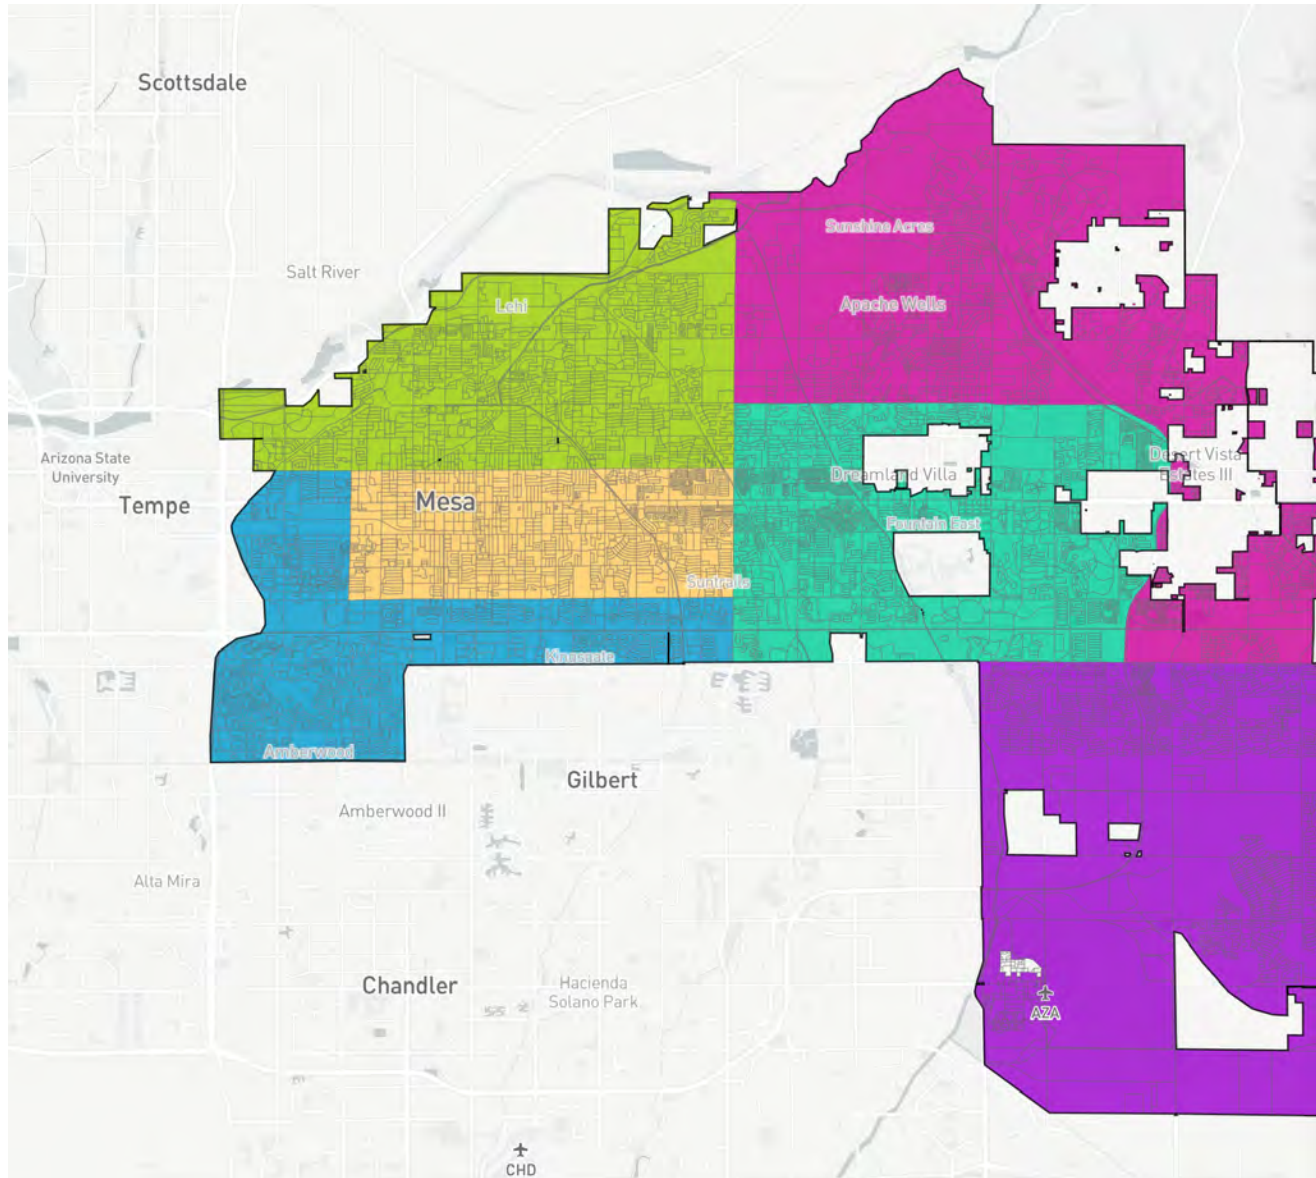 Scottsdale
Sunshine Acres
Salt River
Lehi
Apache Wells
Arizona State
University
Desert Vista
Estates III
Dreamland Villa
Tempe
Mesa
Fountain East
Suntrails
Kingsgate
Amberwood
Gilbert
Amberwood II
Alta Mira
Chandler
Hacienda
Solano Park
AZA
CHD